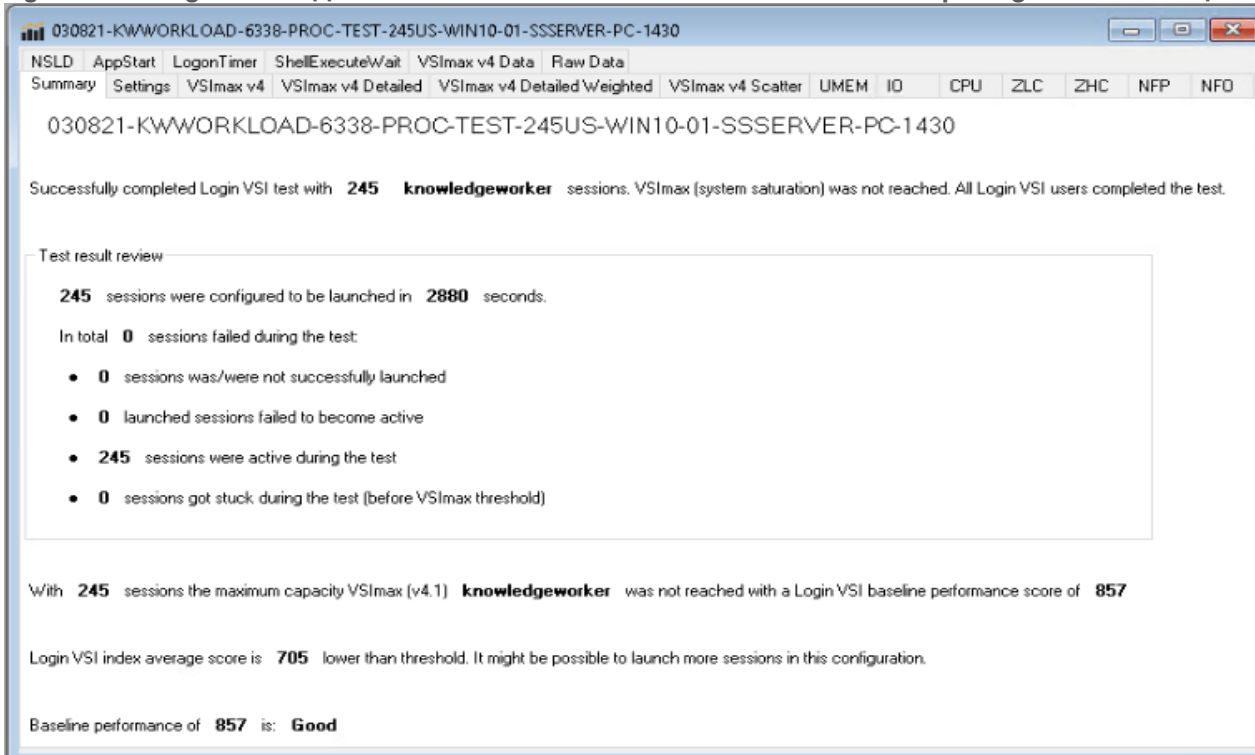 030821-KWWORKLOAD-6338-PROC-TEST-245US-WIN10-01-SSSERVER-PC-1430
NSLD AppStart LogonTimer ShellExecuteWait VSImax v4 Data Raw Data
Summary Settings VSImax v4 VSImax v4 Detailed VSImax v4 Detailed Weighted VSImax v4 Scatter UMEM IO CPU ZLC ZHC NFP NFO
030821-KWWORKLOAD-6338-PROC-TEST-245US-WIN10-01-SSSERVER-PC-1430
Successfully completed Login VSI test with 245 knowledgeworker sessions. VSImax (system saturation) was not reached. All Login VSI users completed the test.
Test result review
245 sessions were configured to be launched in 2880 seconds.
In total 0 sessions failed during the test:
• 0 sessions was/were not successfully launched
• 0 launched sessions failed to become active
• 245 sessions were active during the test
• 0 sessions got stuck during the test (before VSImax threshold)
With 245 sessions the maximum capacity VSImax (v4.1) knowledgeworker was not reached with a Login VSI baseline performance score of 857
Login VSI index average score is 705 lower than threshold. It might be possible to launch more sessions in this configuration.
Baseline performance of 857 is: Good